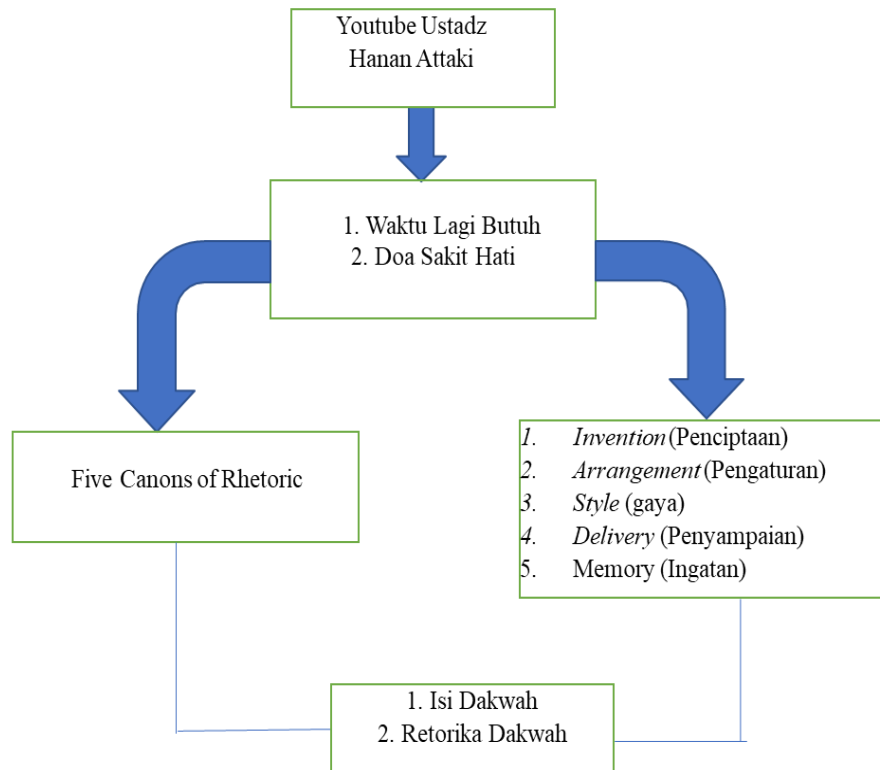 Youtube Ustadz
Hanan Attaki
1. Waktu Lagi Butuh
2. Doa Sakit Hati
Five Canons of Rhetoric
1. Invention (Penciptaan)
2. Arrangement (Pengaturan)
3. Style (gaya)
4. Delivery (Penyampaian)
5. Memory (Ingatan)
1. Isi Dakwah
2. Retorika Dakwah